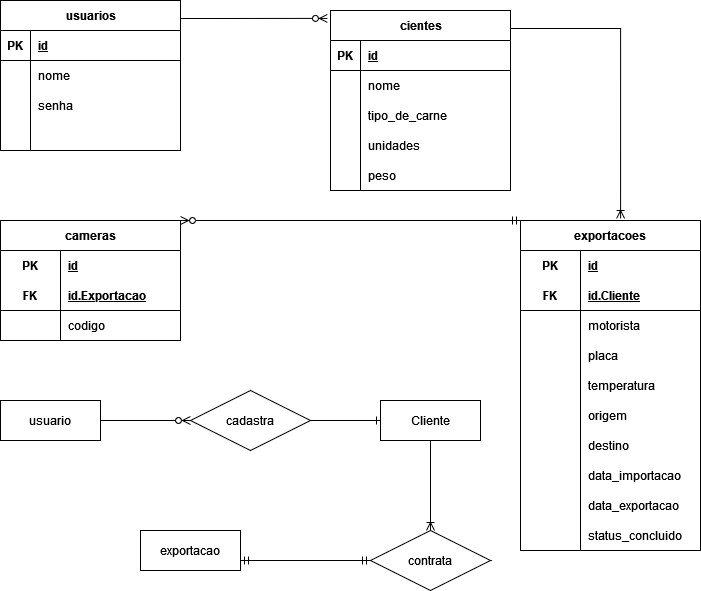 usuarios
PK id
nome
senha
cientes
PK id
nome
tipo_de_carne
unidades
peso
cameras
PK id
FK id.Exportacao
codigo
exportacoes
PK id
FK id.Cliente
motorista
placa
temperatura
origem
destino
data_importacao
data_exportacao
status_concluido
usuario
cadastra
Cliente
exportacao
contrata